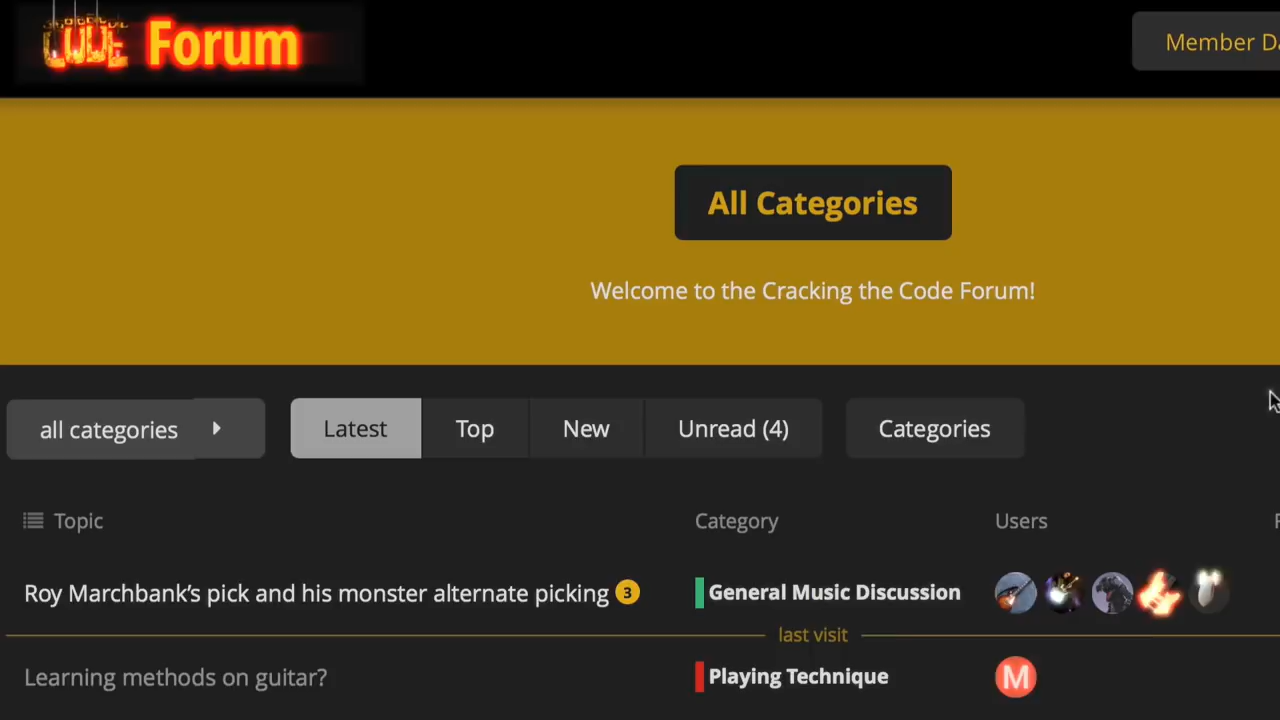 CODE Forum
Member Da
All Categories
Welcome to the Cracking the Code Forum!
all categories
Latest
Top
New
Unread (4)
Categories
Topic
Category
Users
Roy Marchbank’s pick and his monster alternate picking 3
General Music Discussion
last visit
Learning methods on guitar?
Playing Technique
M